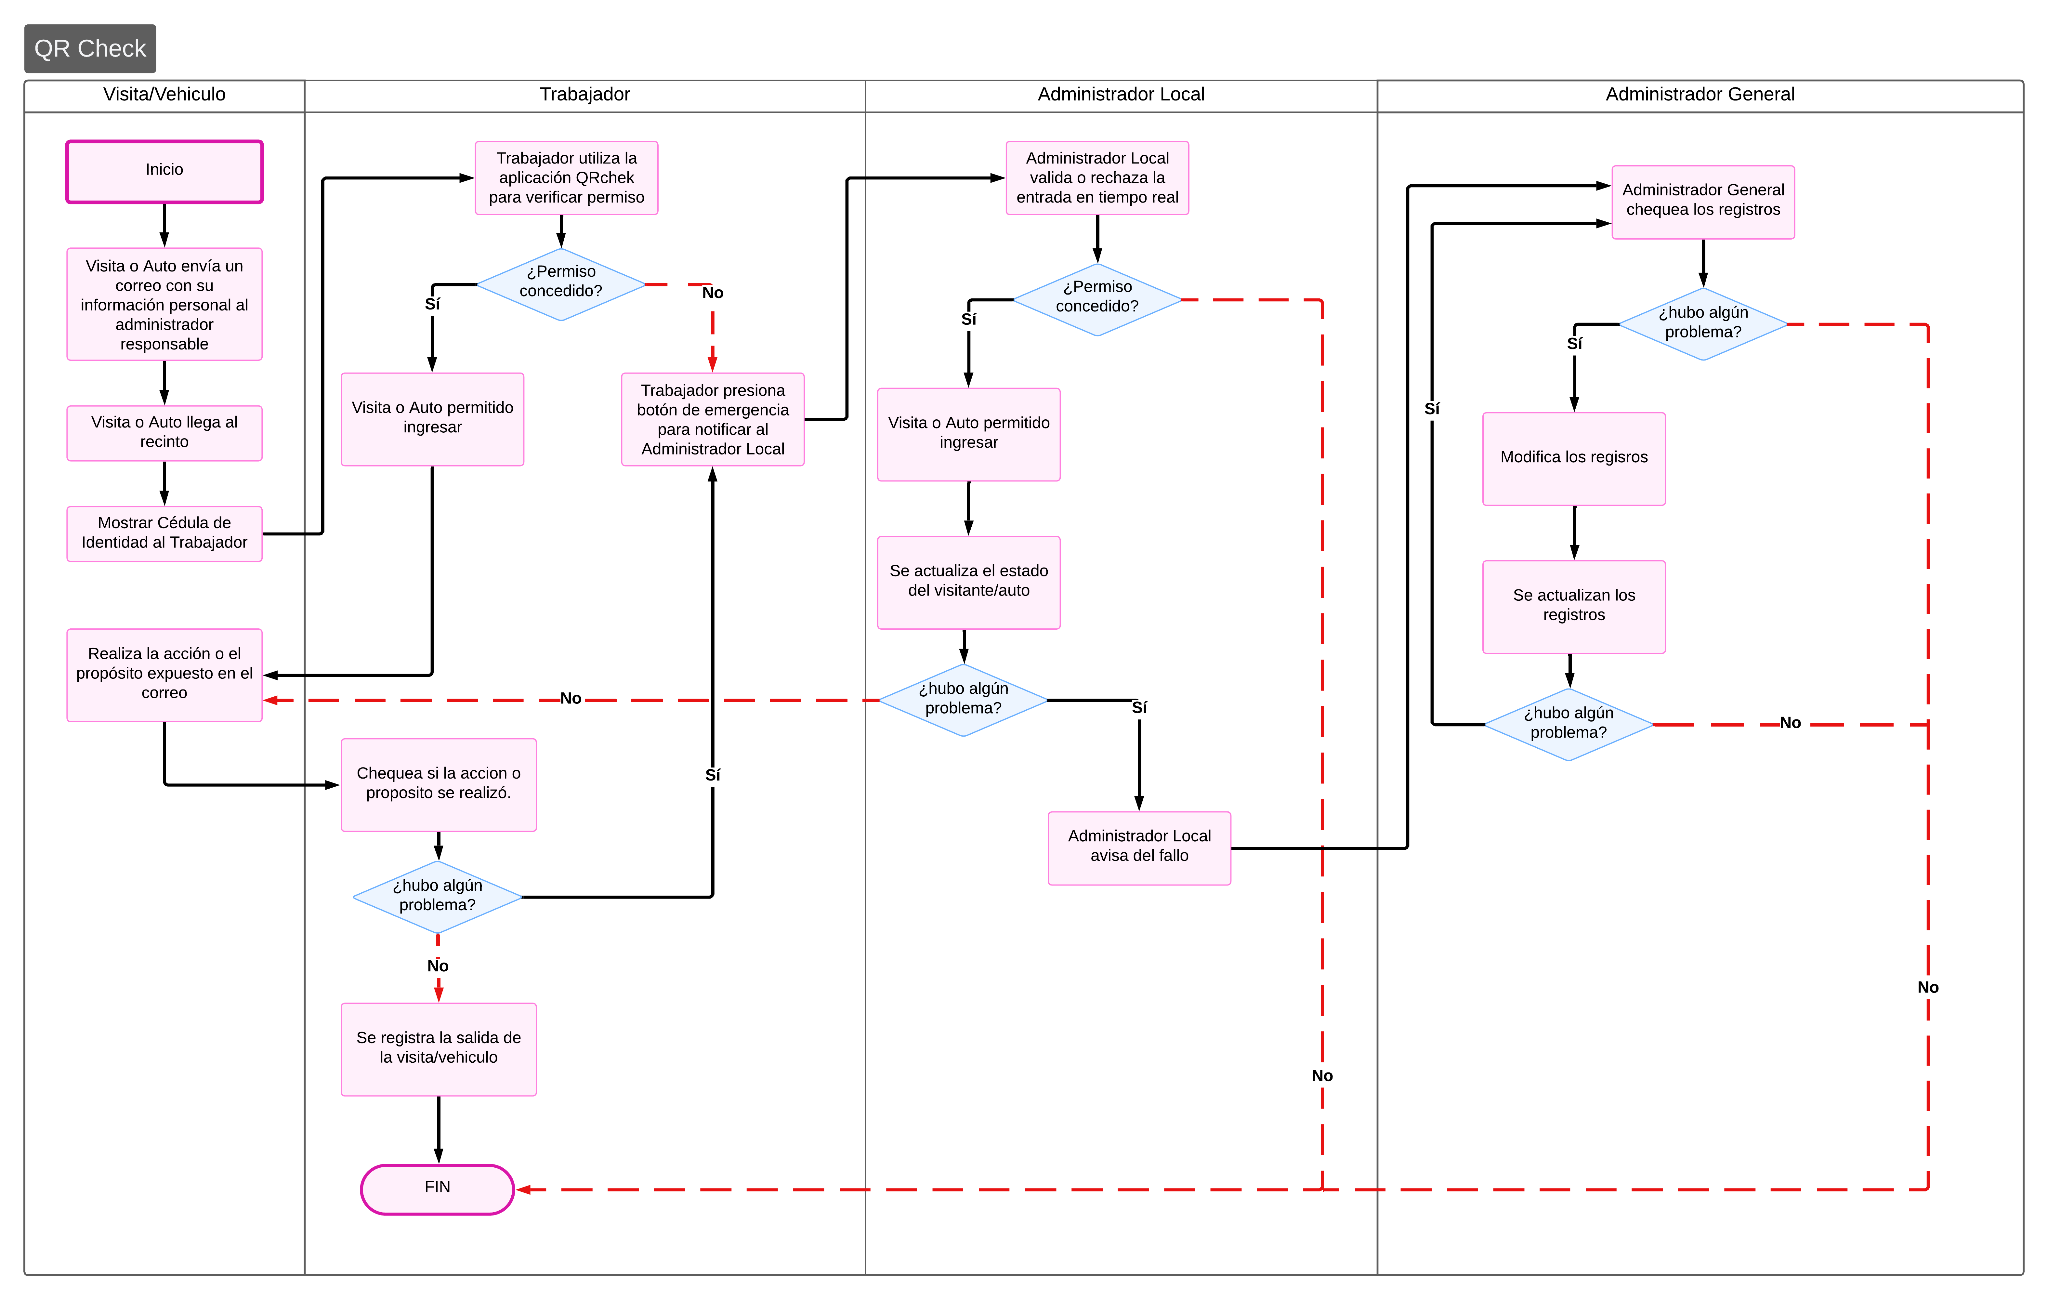 QR Check
Visita/Vehiculo
Trabajador
Administrador Local
Administrador General
Inicio
Visita o Auto envía un
correo con su
información personal al
administrador
responsable
Visita o Auto llega al
recinto
Mostrar Cédula de
Identidad al Trabajador
Realiza la acción o el
propósito expuesto en el
correo
Trabajador utiliza la
aplicación QRchek
para verificar permiso
¿Permiso
concedido?
Sí
No
Visita o Auto permitido
ingresar
Trabajador presiona
botón de emergencia
para notificar al
Administrador Local
Chequea si la accion o
proposito se realizó.
¿hubo algún
problema?
Sí
No
Se registra la salida de
la visita/vehiculo
FIN
Administrador Local
valida o rechaza la
entrada en tiempo real
¿Permiso
concedido?
Sí
No
Visita o Auto permitido
ingresar
Se actualiza el estado
del visitante/auto
¿hubo algún
problema?
No
Sí
Administrador Local
avisa del fallo
Administrador General
chequea los registros
¿hubo algún
problema?
Sí
No
Modifica los regisros
Se actualizan los
registros
¿hubo algún
problema?
Sí
No